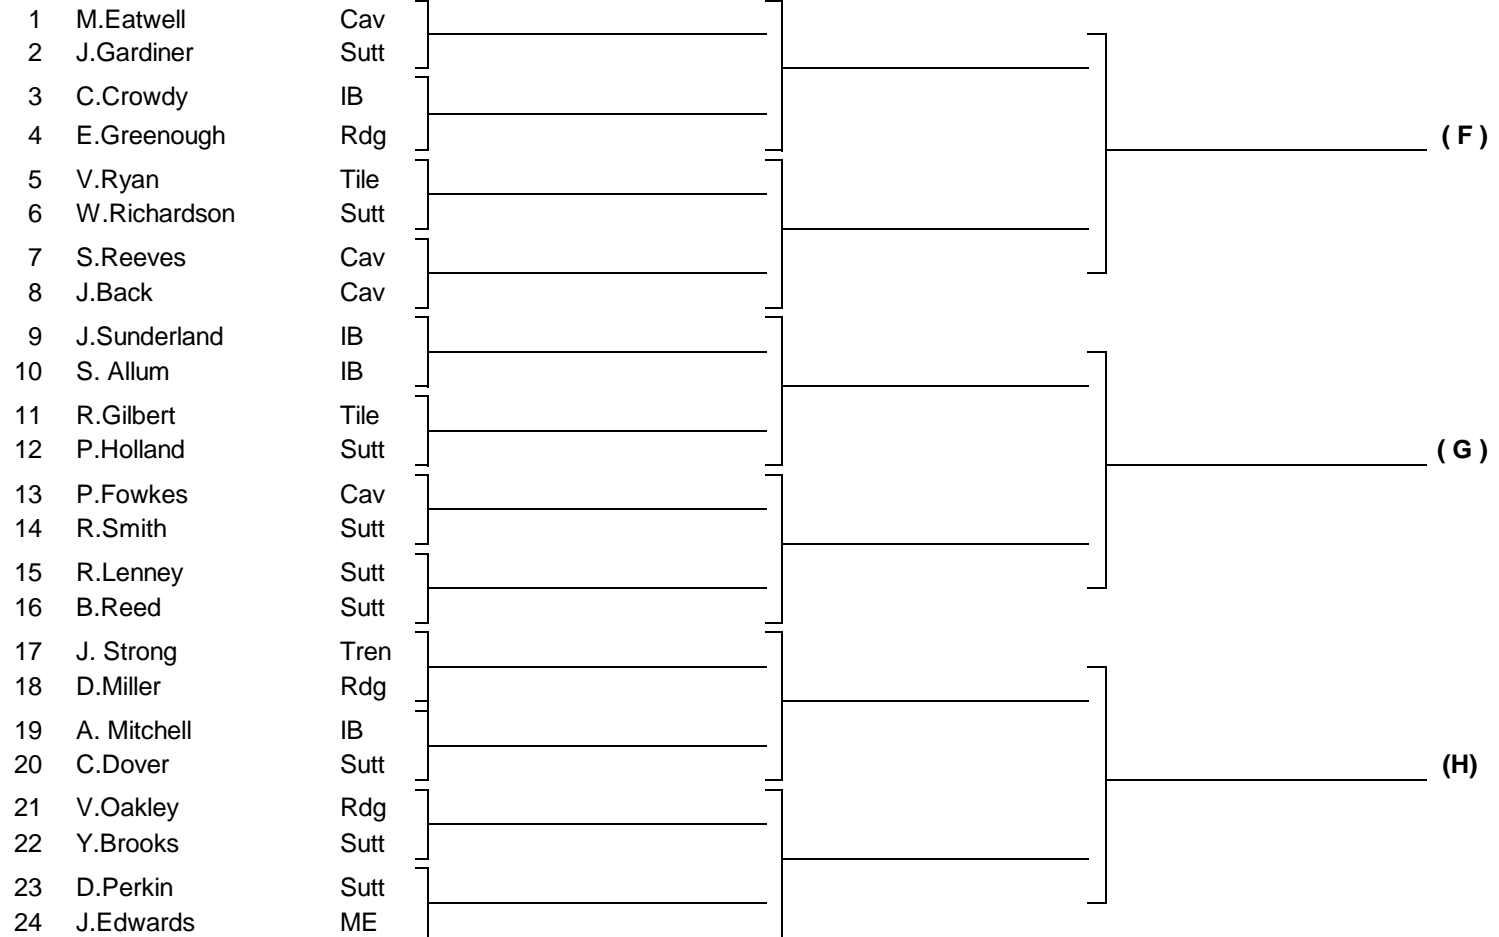 1 M.Eatwell Cav
2 J.Gardiner Sutt
3 C.Crowdy IB
4 E.Greenough Rdg ( F )
5 V.Ryan Tile
6 W.Richardson Sutt
7 S.Reeves Cav
8 J.Back Cav
9 J.Sunderland IB
10 S. Allum IB
11 R.Gilbert Tile
12 P.Holland Sutt ( G )
13 P.Fowkes Cav
14 R.Smith Sutt
15 R.Lenney Sutt
16 B.Reed Sutt
17 J. Strong Tren
18 D.Miller Rdg
19 A. Mitchell IB
20 C.Dover Sutt (H)
21 V.Oakley Rdg
22 Y.Brooks Sutt
23 D.Perkin Sutt
24 J.Edwards ME